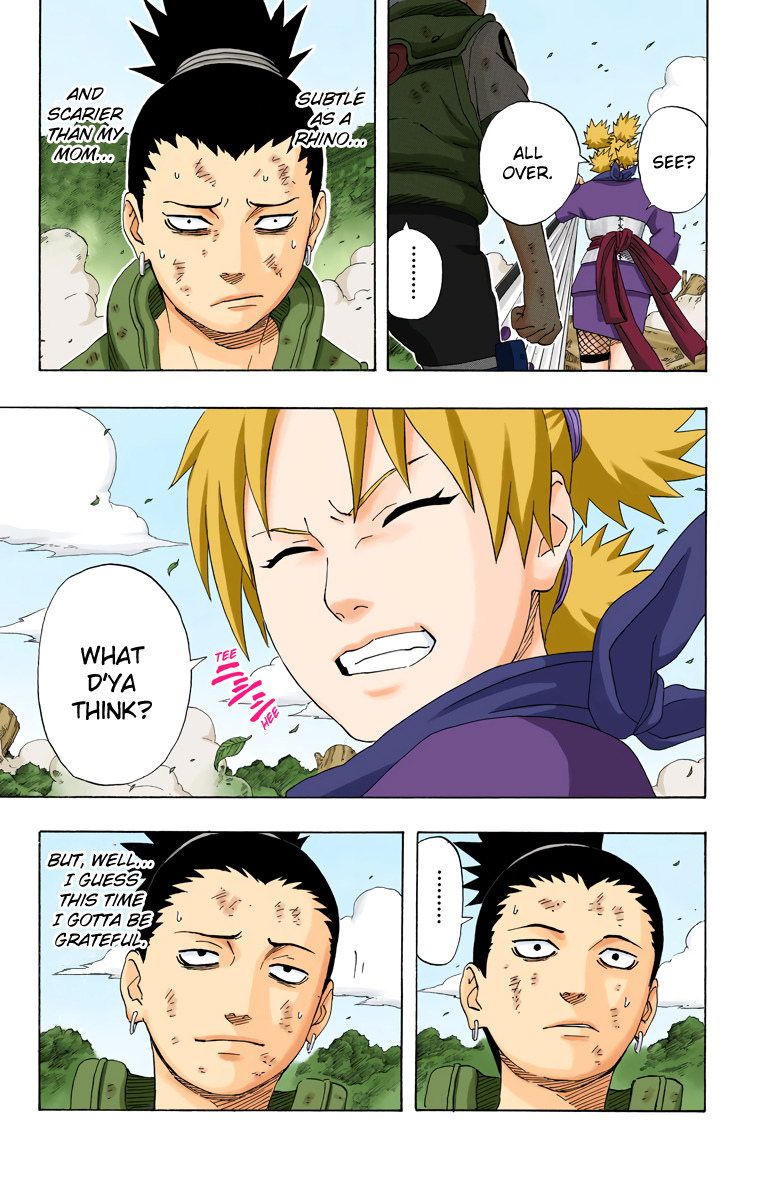 SEE?
ALL
OVER.
..........
SUBTLE
AS A
RHINO...
AND
SCARIER
THAN MY
MOM...
WHAT
D'YA
THINK?
TEE
HEE
..........
BUT, WELL...
I GUESS
THIS TIME
I GOTTA BE
GRATEFUL.